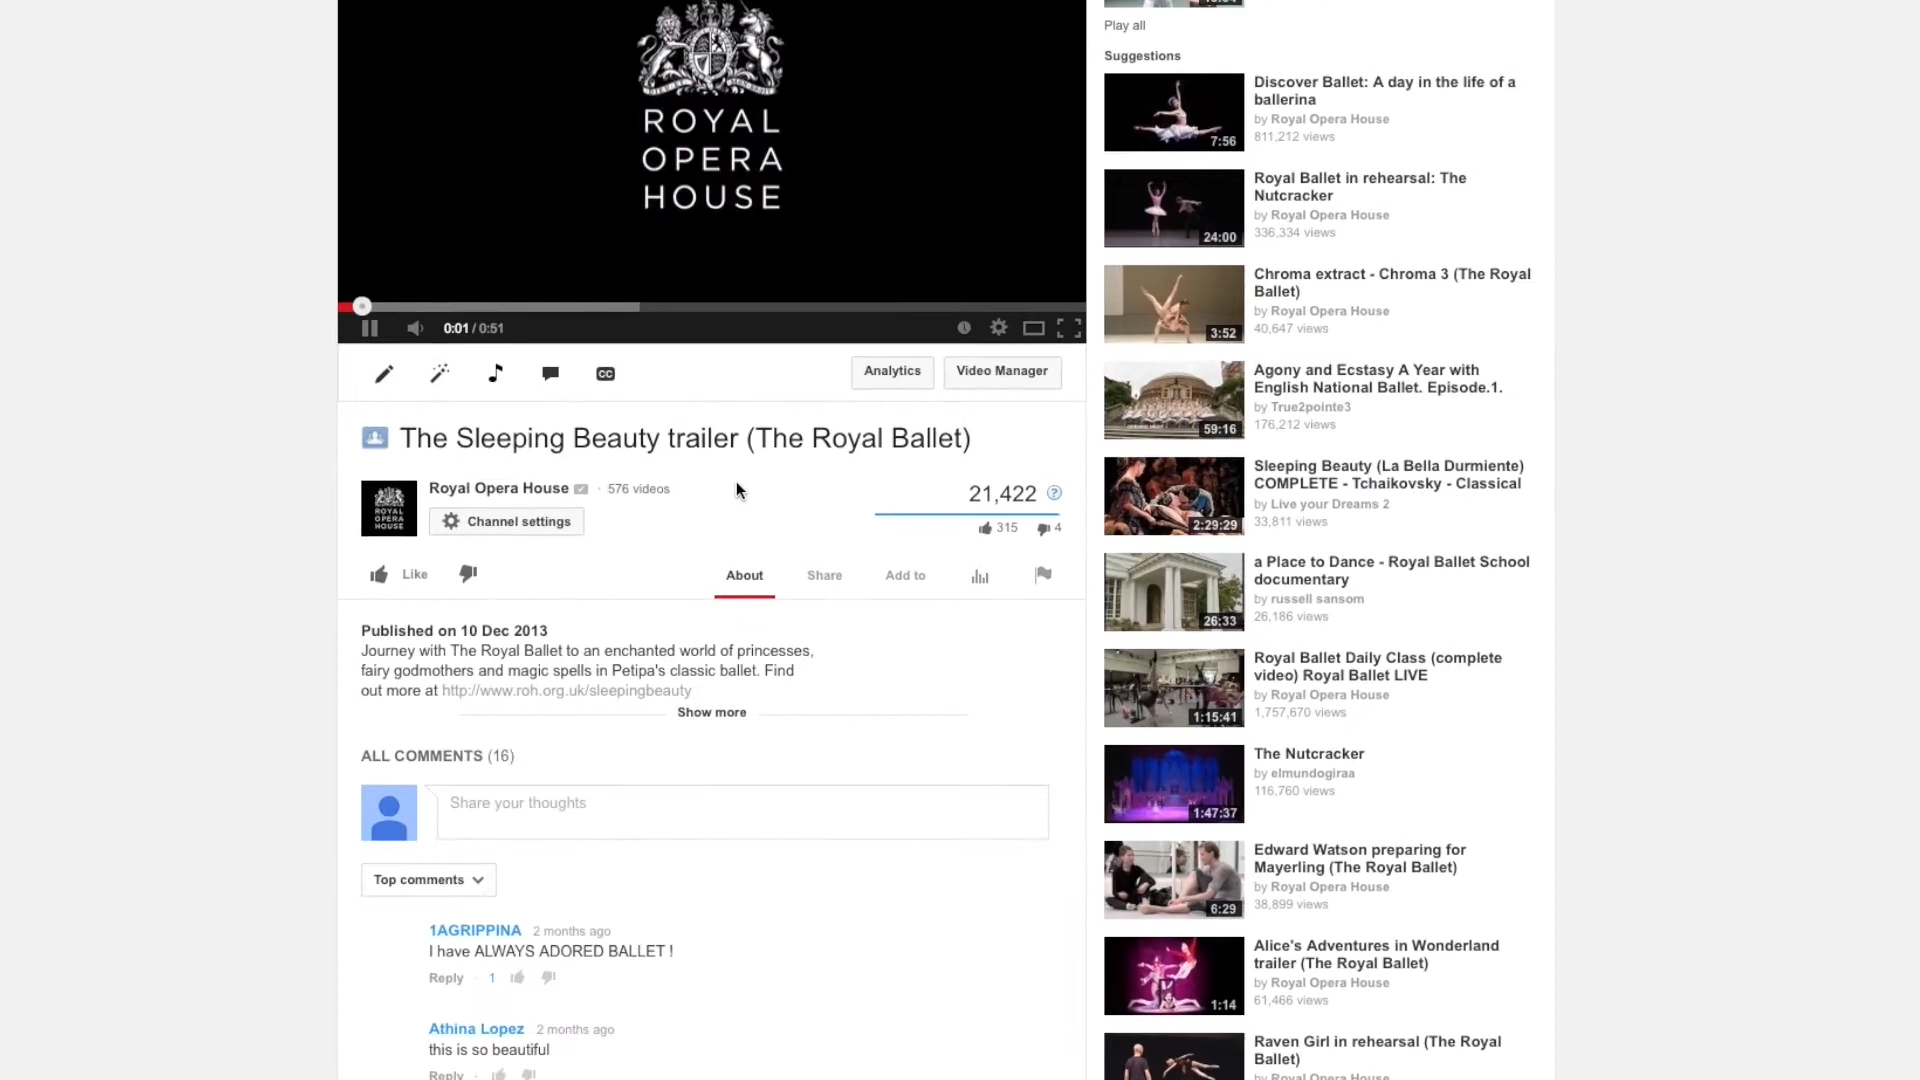 Play all
Suggestions
ROYAL
OPERA
HOUSE
0:01 / 0:51
CC
Analytics
Video Manager
The Sleeping Beauty trailer (The Royal Ballet)
ROYAL
OPERA
HOUSE
Royal Opera House · 576 videos
Channel settings
21,422 ?
315
4
Like
About
Share
Add to
Published on 10 Dec 2013
Journey with The Royal Ballet to an enchanted world of princesses,
fairy godmothers and magic spells in Petipa's classic ballet. Find
out more at http://www.roh.org.uk/sleepingbeauty
Show more
ALL COMMENTS (16)
Share your thoughts
Top comments
1AGRIPPINA 2 months ago
I have ALWAYS ADORED BALLET !
Reply · 1
Athina Lopez 2 months ago
this is so beautiful
Reply ·
7:56
Discover Ballet: A day in the life of a
ballerina
by Royal Opera House
811,212 views
24:00
Royal Ballet in rehearsal: The
Nutcracker
by Royal Opera House
336,334 views
3:52
Chroma extract - Chroma 3 (The Royal
Ballet)
by Royal Opera House
40,647 views
59:16
Agony and Ecstasy A Year with
English National Ballet. Episode.1.
by True2pointe3
176,212 views
2:29:29
Sleeping Beauty (La Bella Durmiente)
COMPLETE - Tchaikovsky - Classical
by Live your Dreams 2
33,811 views
26:33
a Place to Dance - Royal Ballet School
documentary
by russell sansom
26,186 views
1:15:41
Royal Ballet Daily Class (complete
video) Royal Ballet LIVE
by Royal Opera House
1,757,670 views
1:47:37
The Nutcracker
by elmundogiraa
116,760 views
6:29
Edward Watson preparing for
Mayerling (The Royal Ballet)
by Royal Opera House
38,899 views
1:14
Alice's Adventures in Wonderland
trailer (The Royal Ballet)
by Royal Opera House
61,466 views
Raven Girl in rehearsal (The Royal
Ballet)
by Royal Opera House